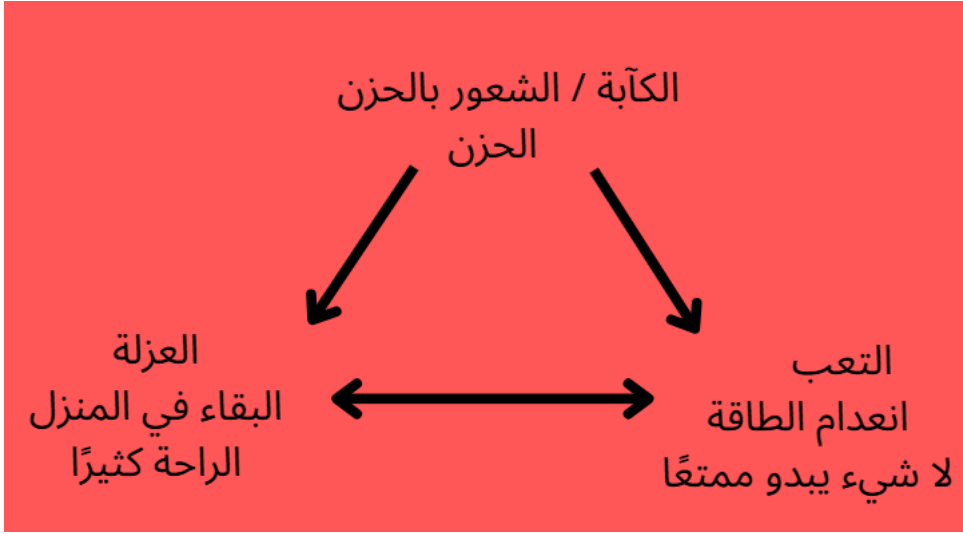 الكآبة / الشعور بالحزن
الحزن
التعب
انعدام الطاقة
لا شيء يبدو ممتعًا
العزلة
البقاء في المنزل
الراحة كثيرًا